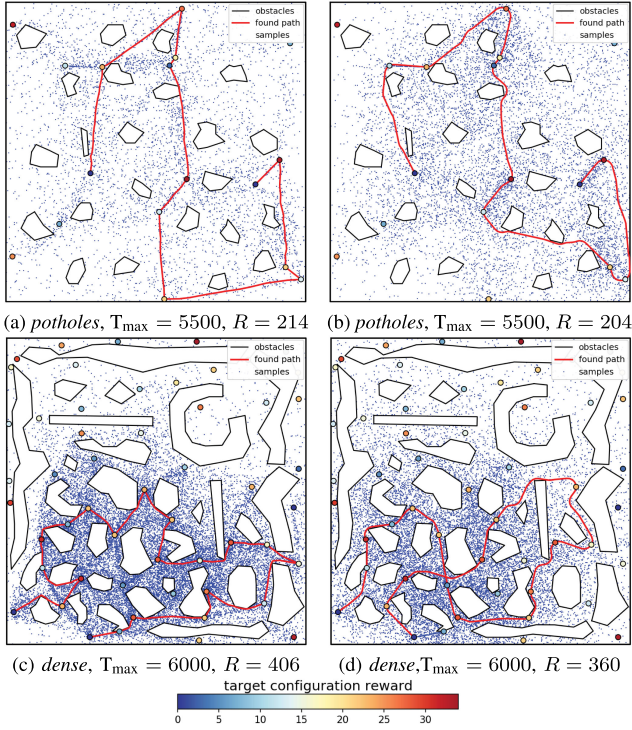 obstacles
found path
samples
obstacles
found path
samples
(a) potholes, Tmax = 5500, R = 214
(b) potholes, Tmax = 5500, R = 204
obstacles
found path
samples
obstacles
found path
samples
(c) dense, Tmax = 6000, R = 406
(d) dense,Tmax = 6000, R = 360
target configuration reward
0 5 10 15 20 25 30